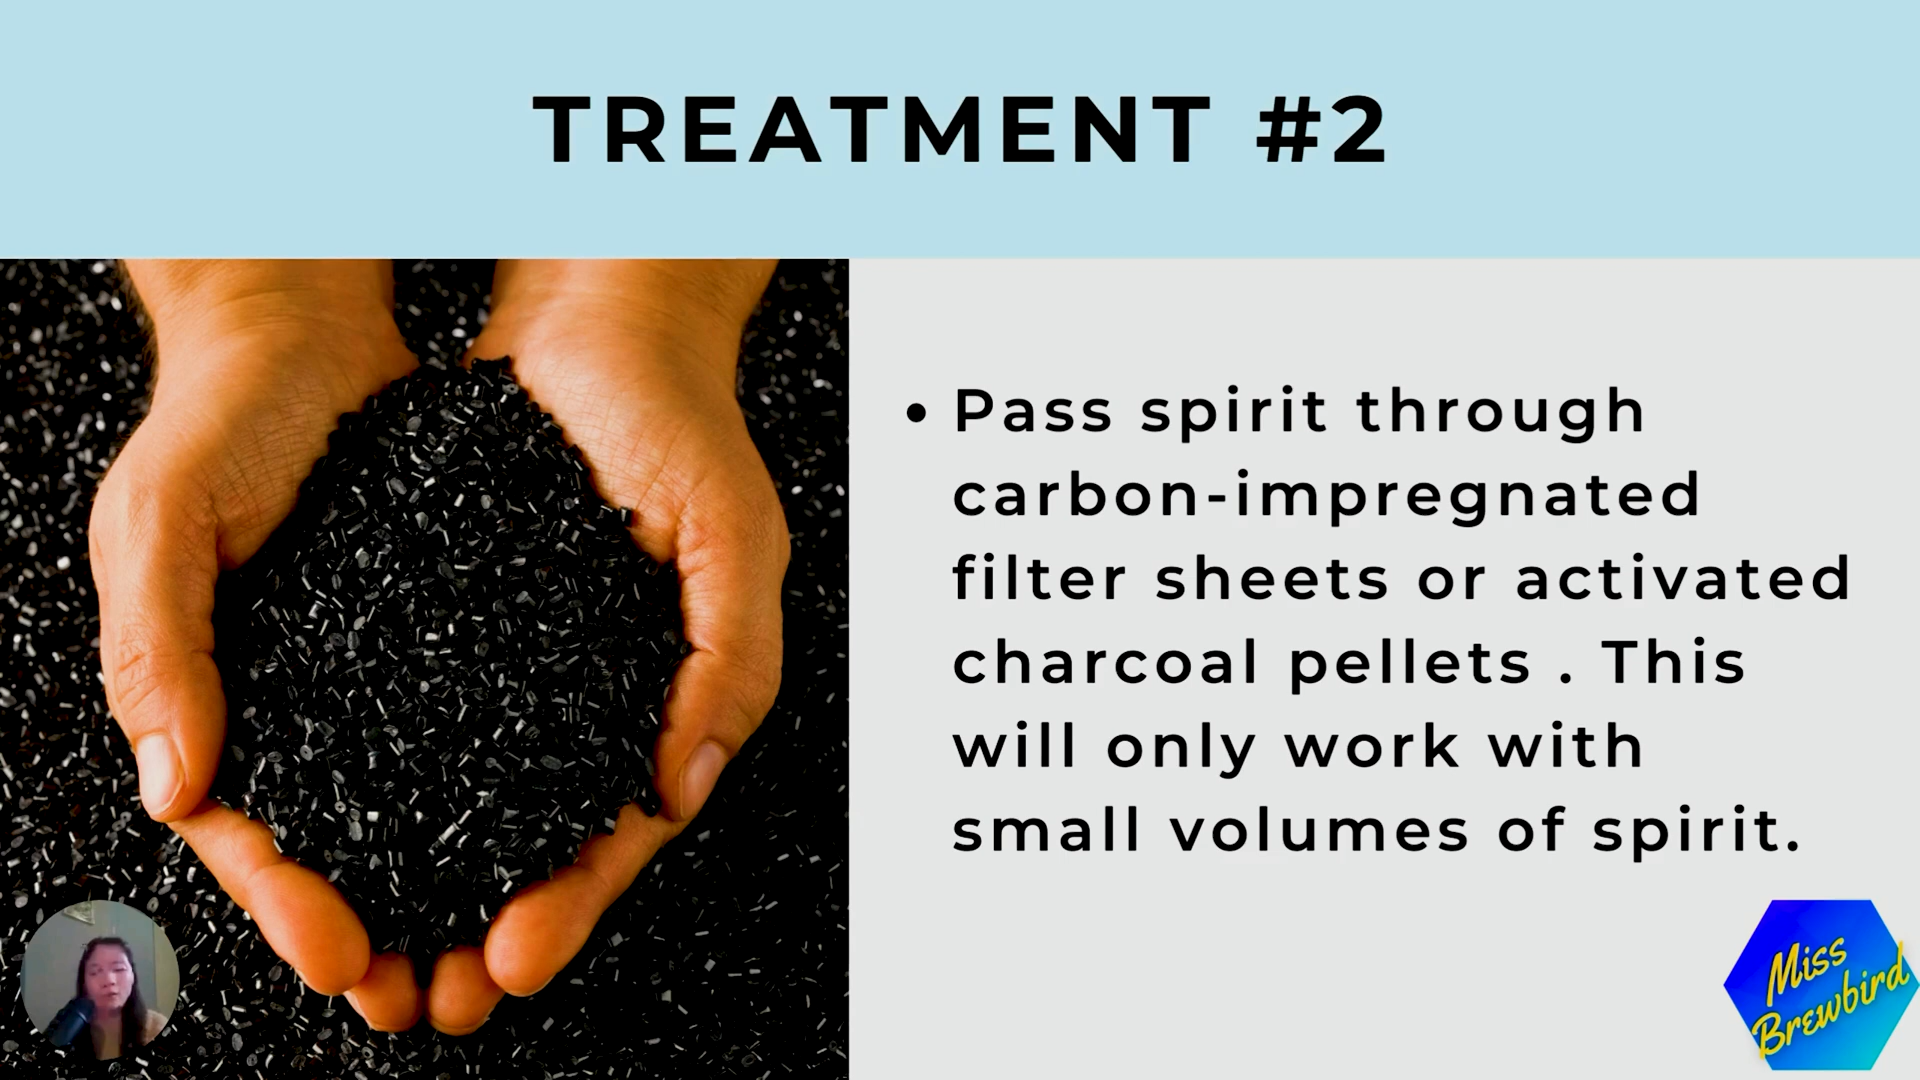 TREATMENT #2
• Pass spirit through
carbon-impregnated
filter sheets or activated
charcoal pellets . This
will only work with
small volumes of spirit.
Miss
Brewbird